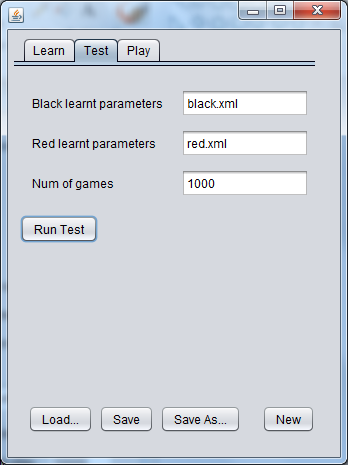 Learn Test Play
Black learnt parameters black.xml
Red learnt parameters red.xml
Num of games 1000
Run Test
Load... Save Save As... New